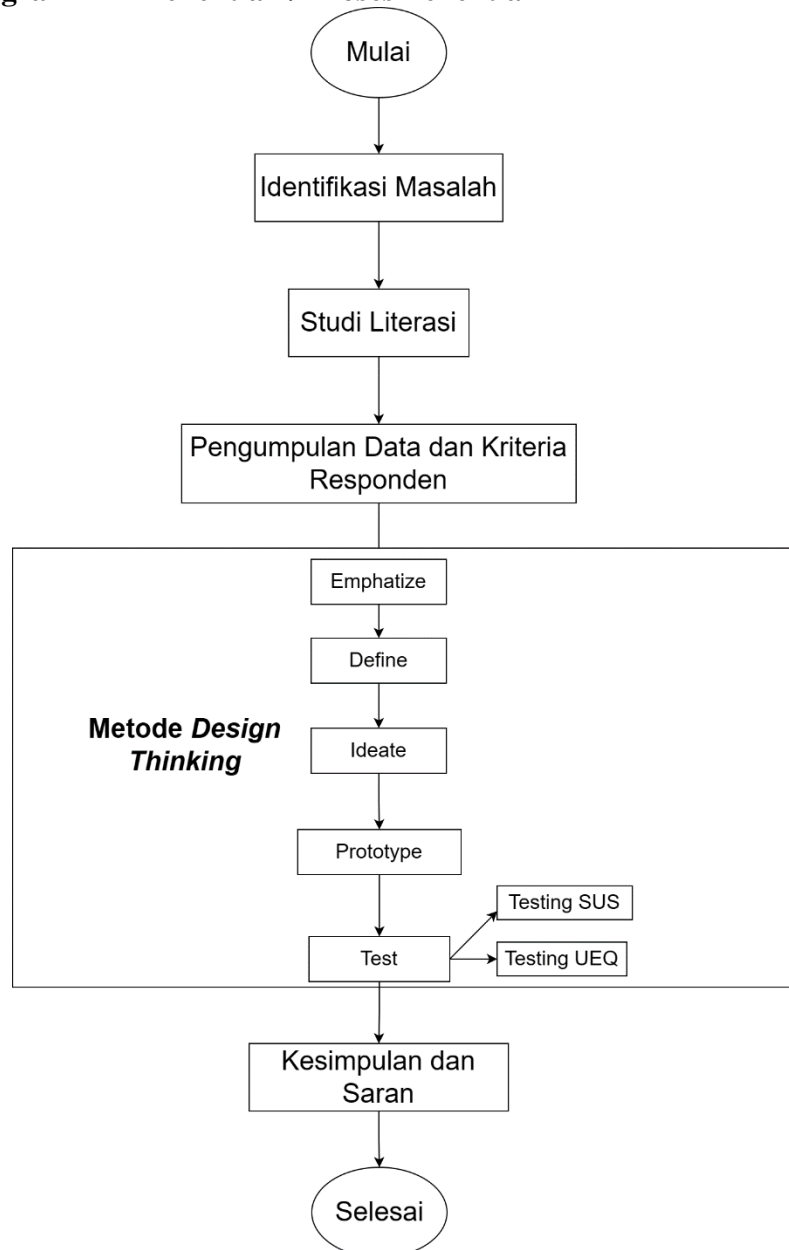 Mulai
Identifikasi Masalah
Studi Literasi
Pengumpulan Data dan Kriteria
Responden
Emphatize
Define
Metode Design
Thinking
Ideate
Prototype
Testing SUS
Test
Testing UEQ
Kesimpulan dan
Saran
Selesai